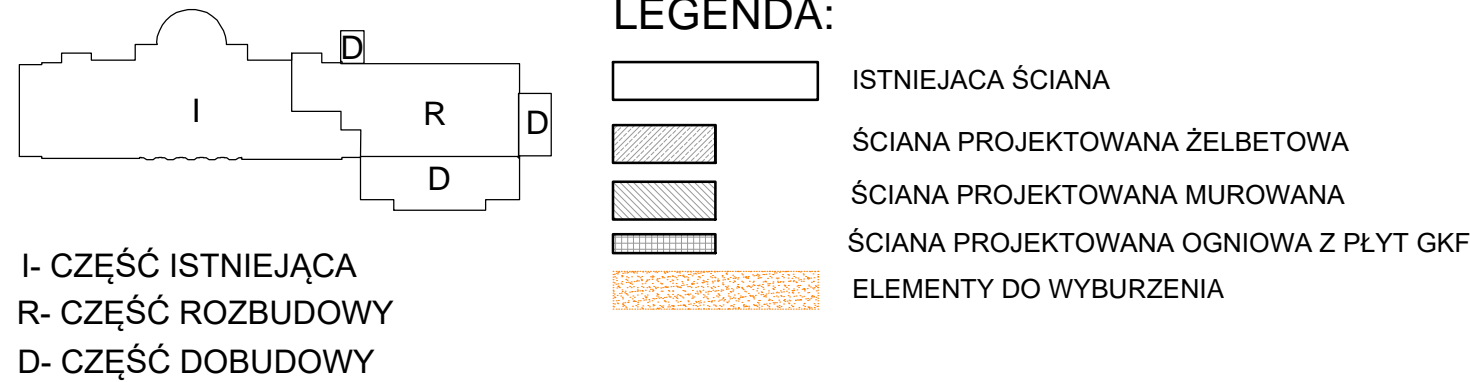 D
I
R
D
D
I- CZĘŚĆ ISTNIEJĄCA
R- CZĘŚĆ ROZBUDOWY
D- CZĘŚĆ DOBUDOWY
LEGENDA:
ISTNIEJACA ŚCIANA
ŚCIANA PROJEKTOWANA ŻELBETOWA
ŚCIANA PROJEKTOWANA MUROWANA
ŚCIANA PROJEKTOWANA OGNIOWA Z PŁYT GKF
ELEMENTY DO WYBURZENIA